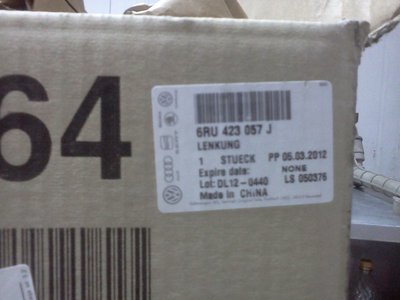 64
6RU 423 057 J
LENKUNG
1 STUECK PP 05.03.2012
Expire date: NONE
Lot: DL12-0440 LS 050376
Made in CHINA